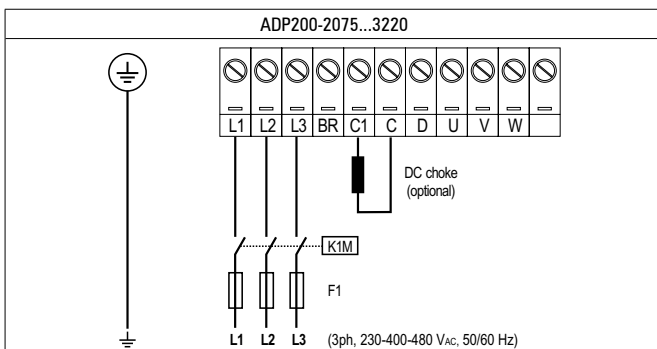 ADP200-2075...3220
L1 L2 L3 BR C1 C D U V W
DC choke
(optional)
K1M
F1
L1 L2 L3 (3ph, 230-400-480 VAC, 50/60 Hz)